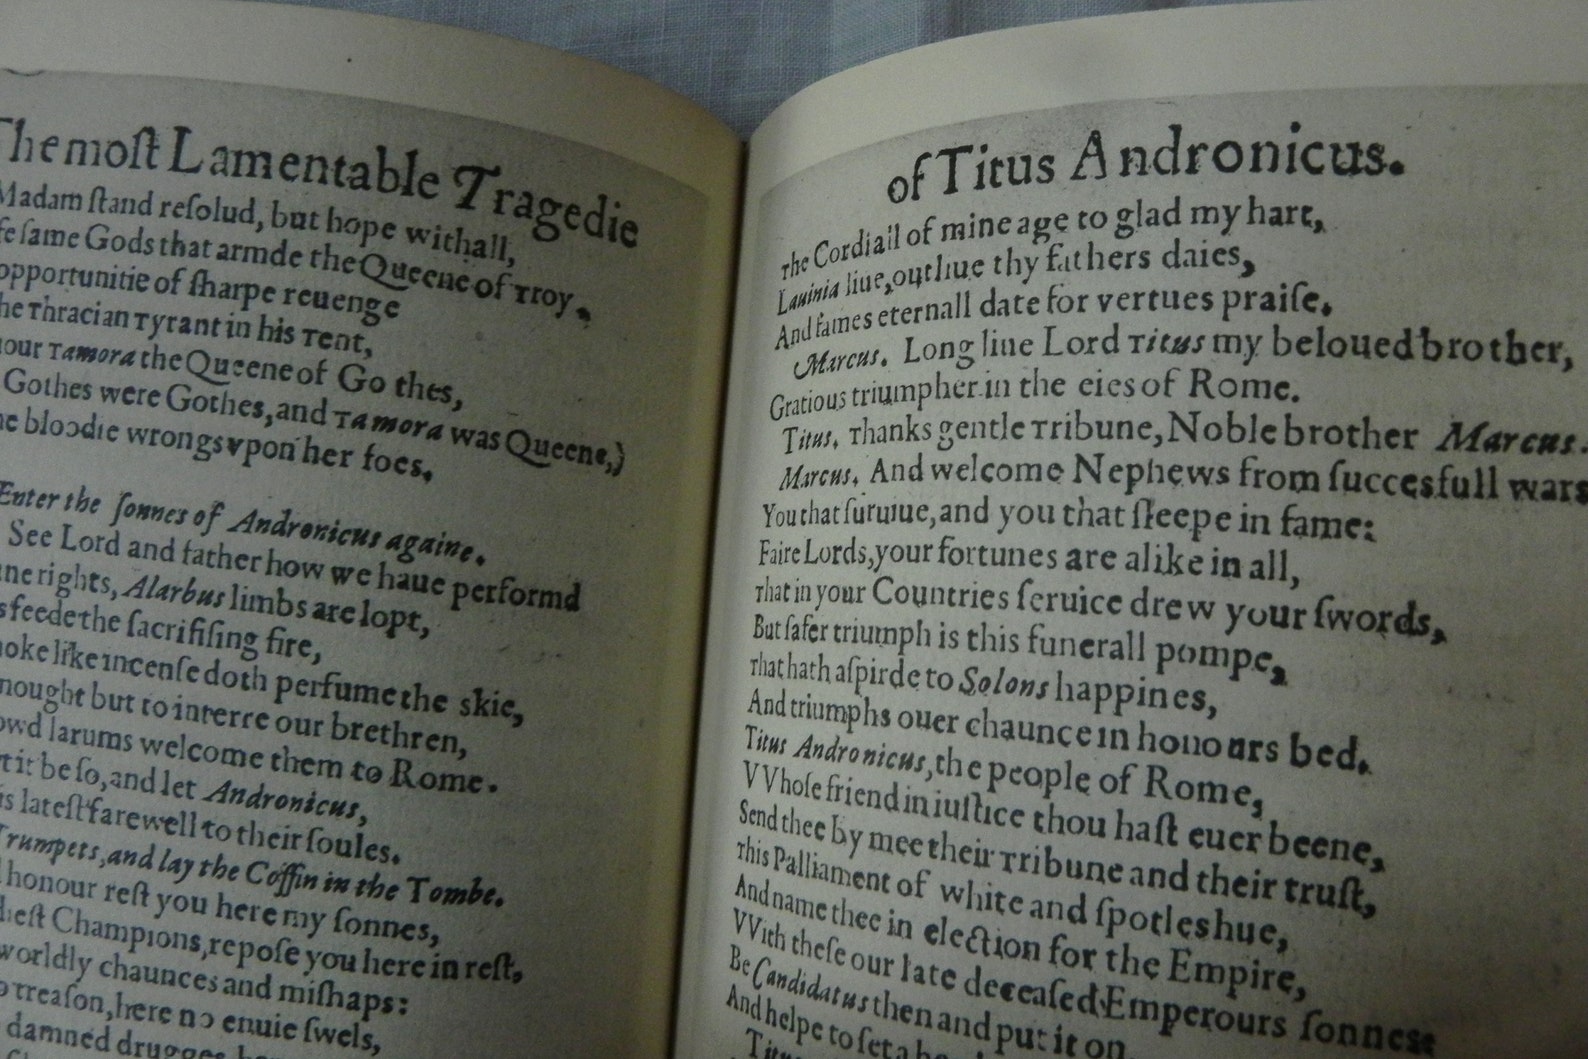 The most Lamentable Tragedie
Madam ſtand reſolud, but hope withall,
ſame Gods that armde the Queene of Troy
opportunitie of ſharpe reuenge
the Thracian Tyrant in his Tent,
Tamora the Queene of Gothes,
Gothes were Gothes, and Tamora was Queene,)
bloodie wrongs vpon her foes.
Enter the ſonnes of Andronicus againe.
See Lord and father how we haue performd
rights, Alarbus limbs are lopt,
feede the ſacrififing fire,
like incenſe doth perfume the skie,
nought but to interre our brethren,
larums welcome them to Rome.
it be ſo, and let Andronicus,
lateſt farewell to their ſoules.
Trumpets, and lay the Coffin in the Tombe.
honour reſt you here my ſonnes,
Champions, repoſe you here in reſt,
worldly chaunces and miſhaps:
treaſon, here no enuie ſwels,
damned drugges
of Titus Andronicus.
The Cordiall of mine age to glad my hart,
Lauinia liue, outliue thy fathers daies,
And fames eternall date for vertues praiſe.
Marcus. Long liue Lord Titus my beloued brother,
Gratious triumpher in the eies of Rome.
Titus. Thanks gentle Tribune, Noble brother Marcus.
Marcus. And welcome Nephews from ſuccesfull wars
You that ſuruiue, and you that ſleepe in fame:
Faire Lords, your fortunes are alike in all,
That in your Countries ſeruice drew your ſwords,
But ſafer triumph is this funerall pompe,
That hath aſpirde to Solons happines,
And triumphs ouer chaunce in honours bed.
Titus Andronicus, the people of Rome,
VVhoſe friend in iuſtice thou haſt euer beene,
Send thee by mee their Tribune and their truſt,
This Palliament of white and ſpotles hue,
And name thee in election for the Empire,
VVith theſe our late deceaſed Emperours ſonnes:
Be Candidatus then and put it on
And helpe to ſet a
Titus